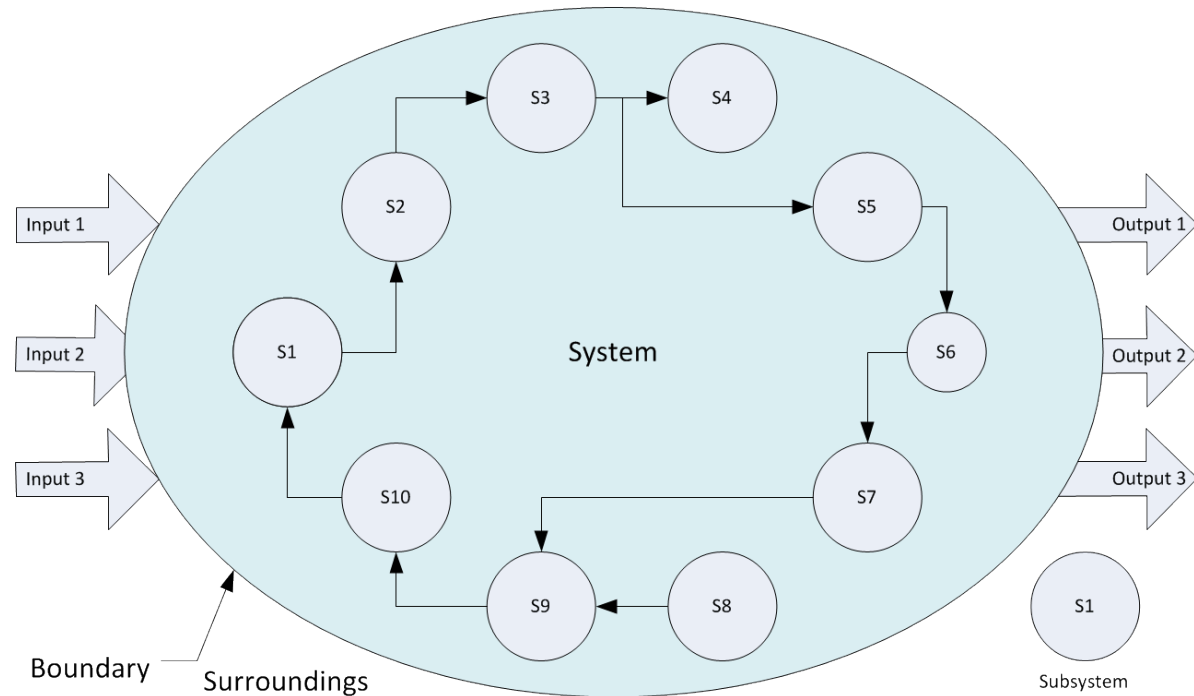 S3
S4
S2
S5
Input 1
Output 1
S1
System
S6
Input 2
Output 2
Input 3
Output 3
S10
S7
S9
S8
S1
Boundary
Surroundings
Subsystem